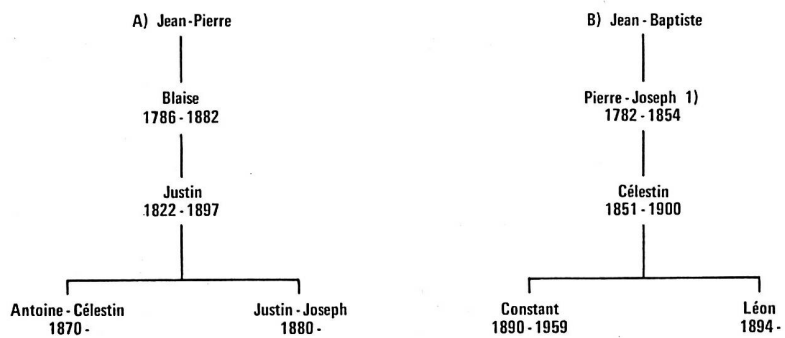 A) Jean-Pierre
Blaise
1786 - 1882
Justin
1822 - 1897
Antoine - Célestin
1870 -
Justin - Joseph
1880 -
B) Jean - Baptiste
Pierre - Joseph 1)
1782 - 1854
Célestin
1851 - 1900
Constant
1890 - 1959
Léon
1894 -